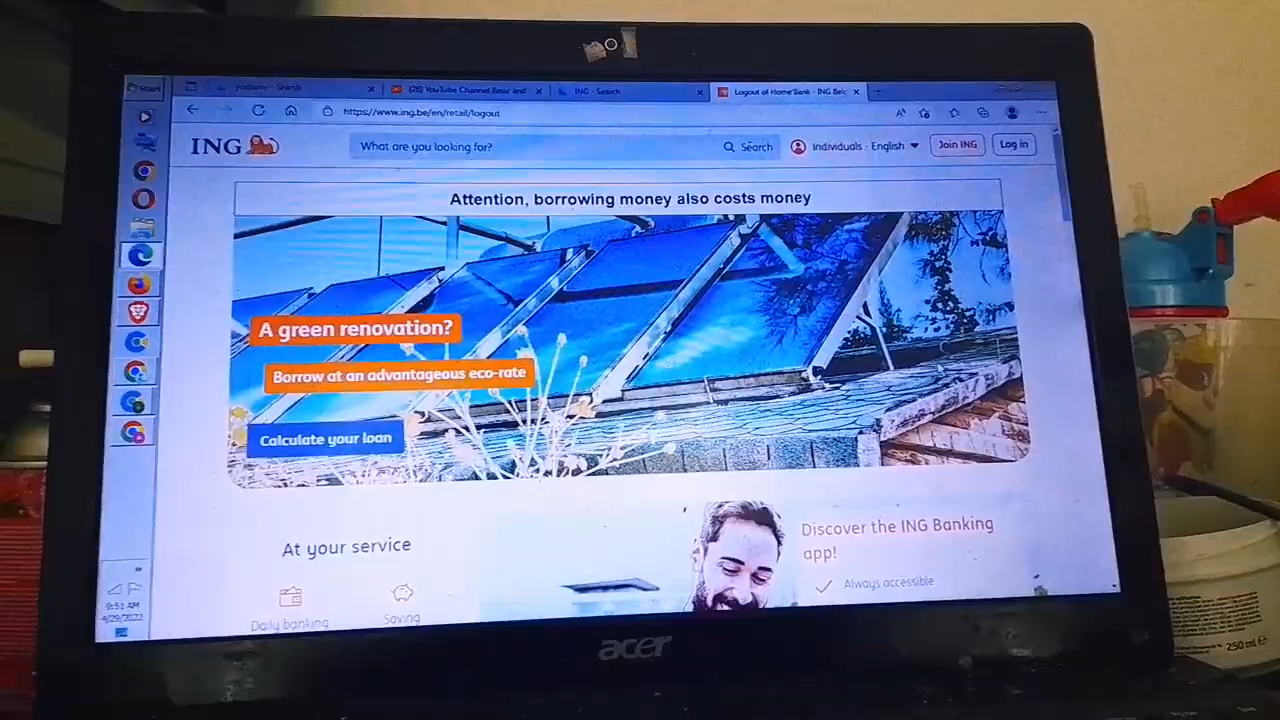 Start
youtube - Search
(26) YouTube Channel Basic and
ING - Search
Logout of Home'Bank - ING Belg
https://www.ing.be/en/retail/logout
ING
What are you looking for?
Search
Individuals - English
Join ING
Log in
Attention, borrowing money also costs money
A green renovation?
Borrow at an advantageous eco-rate
Calculate your loan
At your service
Discover the ING Banking
app!
Always accessible
Daily banking
Saving
9:51 AM
4/29/2022
acer
250 ml e